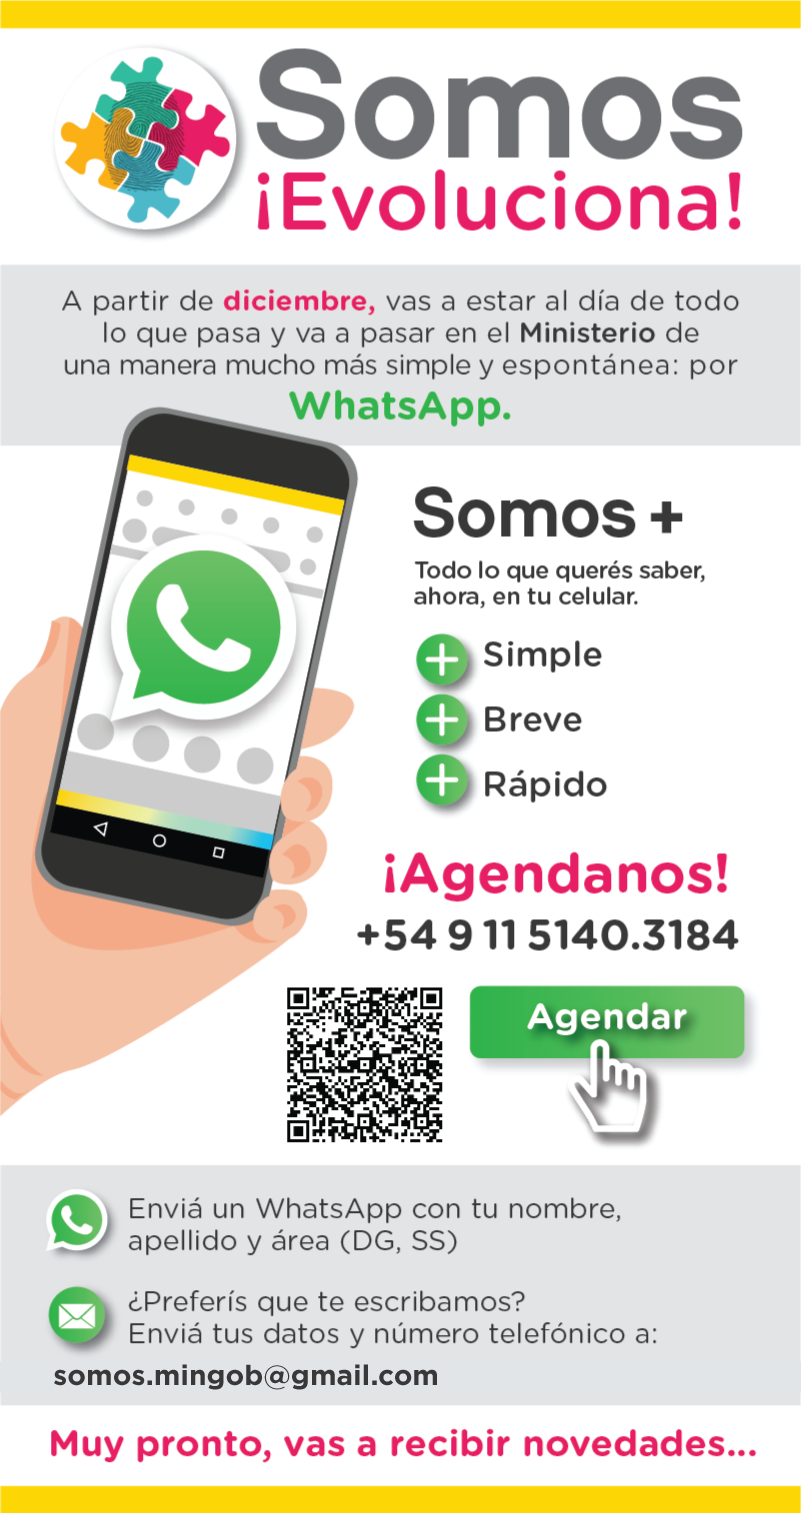 Somos
¡Evoluciona!
A partir de diciembre, vas a estar al día de todo
lo que pasa y va a pasar en el Ministerio de
una manera mucho más simple y espontánea: por
WhatsApp.
Somos +
Todo lo que querés saber,
ahora, en tu celular.
+ Simple
+ Breve
+ Rápido
¡Agendanos!
+54 9 11 5140.3184
Agendar
Enviá un WhatsApp con tu nombre,
apellido y área (DG, SS)
¿Preferís que te escribamos?
Enviá tus datos y número telefónico a:
somos.mingob@gmail.com
Muy pronto, vas a recibir novedades...